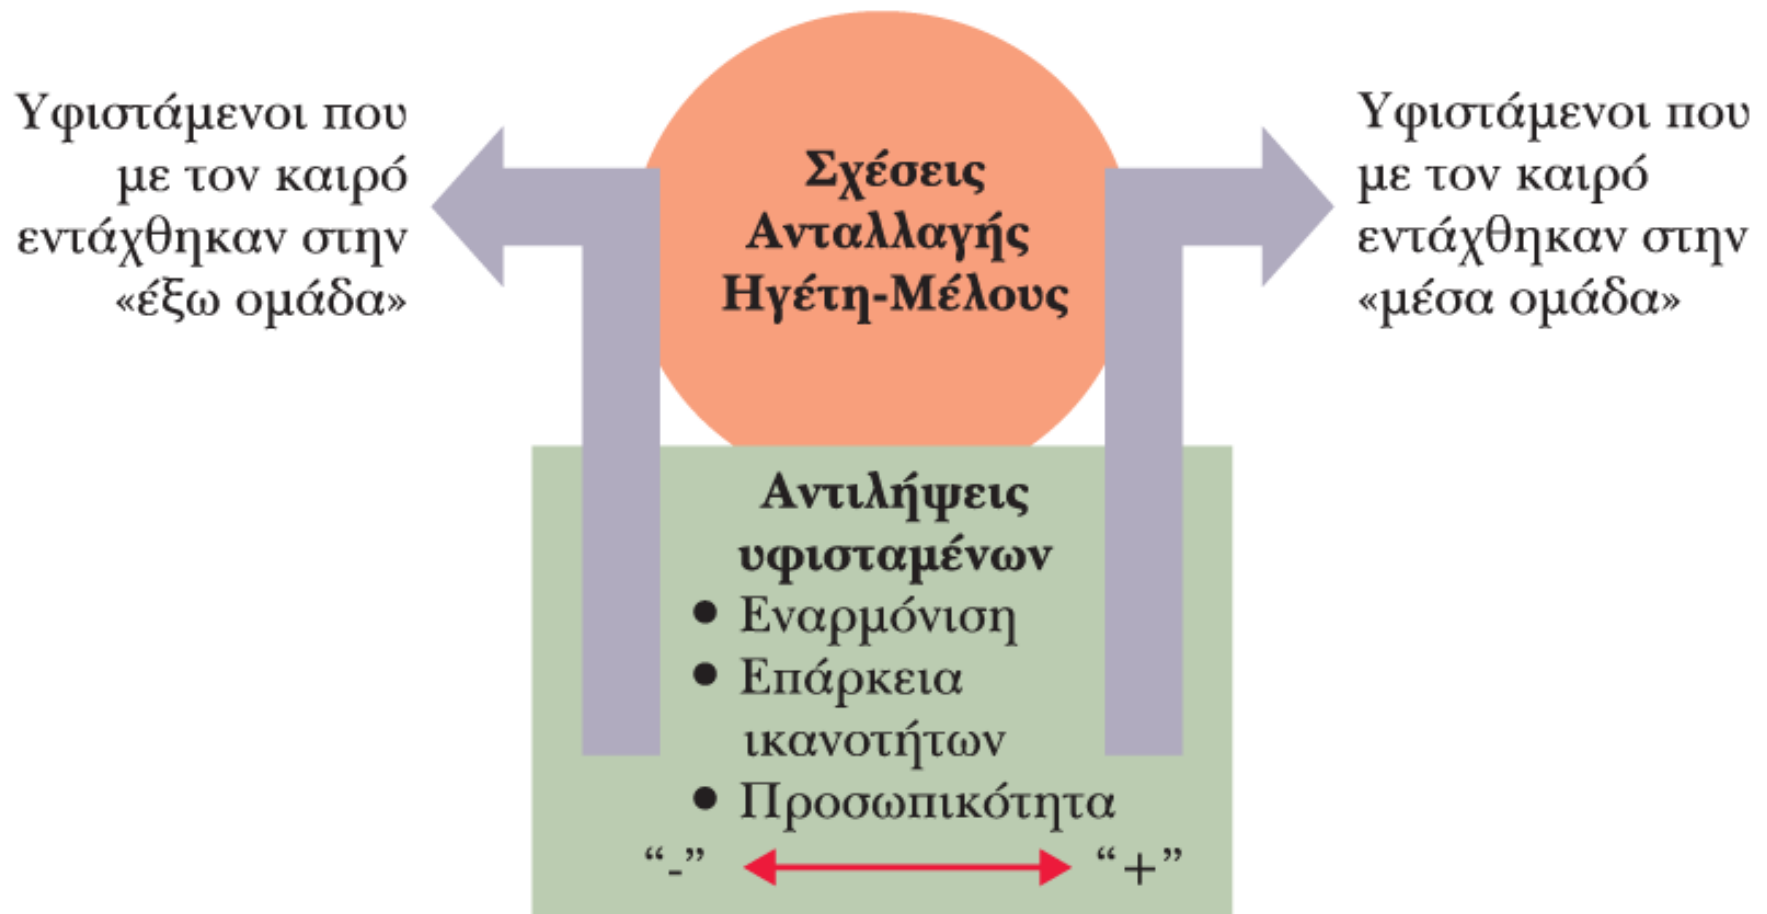 Υφιστάμενοι που
με τον καιρό
εντάχθηκαν στην
«έξω ομάδα»
Σχέσεις
Ανταλλαγής
Ηγέτη-Μέλους
Υφιστάμενοι που
με τον καιρό
εντάχθηκαν στην
«μέσα ομάδα»
Αντιλήψεις
υφισταμένων
• Εναρμόνιση
• Επάρκεια
ικανοτήτων
• Προσωπικότητα
“-” “+”